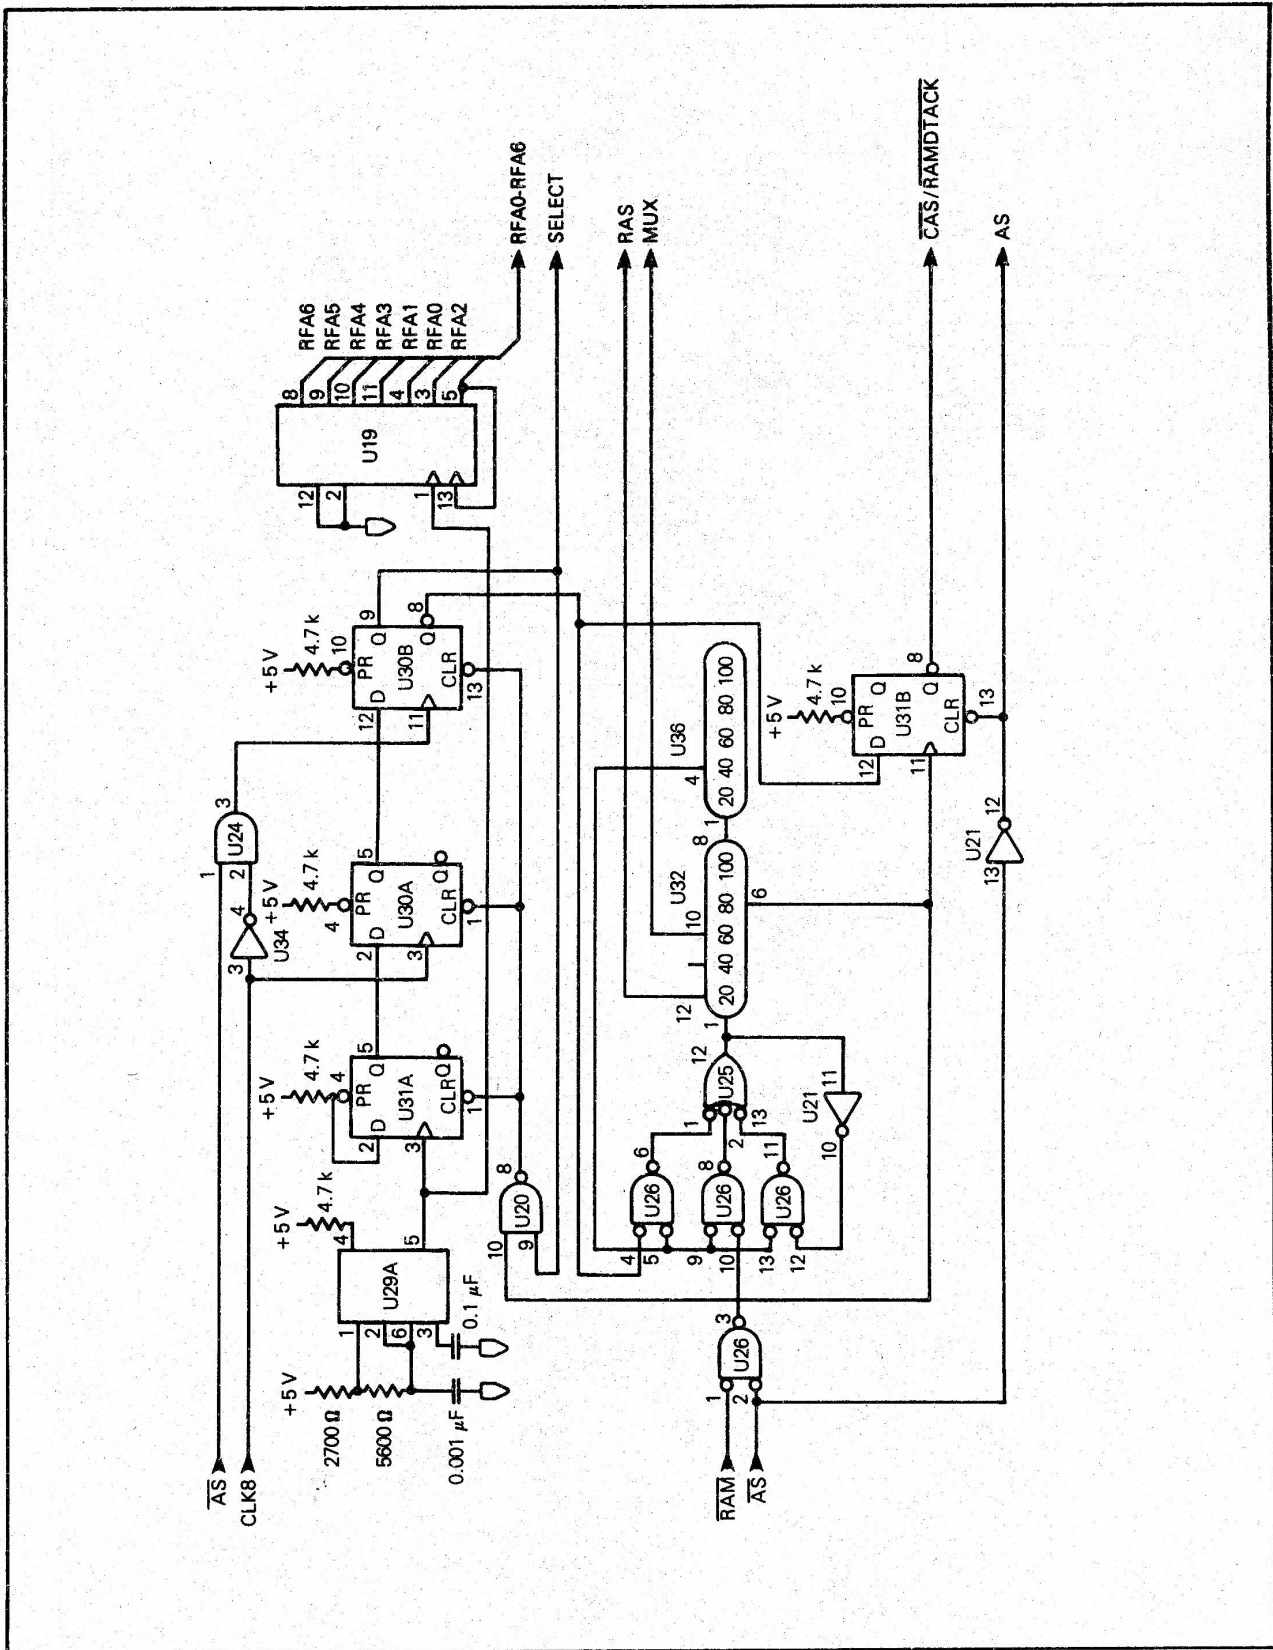 AS
CLK8
+5 V
2700 Ω
5600 Ω
0.001 μF
0.1 μF
1
2
6
3
U29A
4
5
+5 V
4.7 k
+5 V
4.7 k
4
2
D
PR
Q
5
U31A
3
CLR
Q
1
10
9
U20
8
3
U34
4
1
2
U24
3
+5 V
4.7 k
4
2
D
PR
Q
5
U30A
3
CLR
Q
1
+5 V
4.7 k
10
12
D
PR
Q
9
U30B
11
CLR
Q
8
13
12
2
1
13
U19
8
9
10
11
4
3
5
RFA6
RFA5
RFA4
RFA3
RFA1
RFA0
RFA2
RFA0-RFA6
SELECT
RAS
MUX
RAM
AS
1
2
U26
3
4
5
U26
6
9
10
U26
8
13
12
U26
11
1
2
13
U25
12
U21
11
10
1
12
U32
10
20 40 60 80 100
8
6
1
4
U36
20 40 60 80 100
+5 V
4.7 k
10
12
D
PR
Q
U31B
11
CLR
Q
8
13
13
U21
12
CAS/RAMDTACK
AS